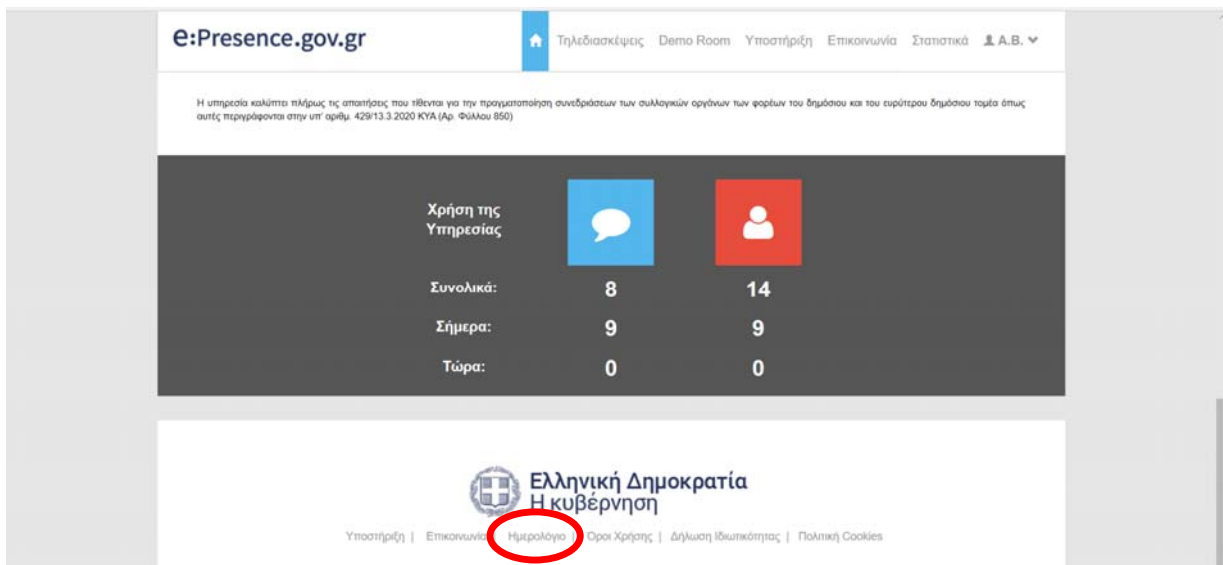 e:Presence.gov.gr
Τηλεδιασκέψεις Demo Room Υποστήριξη Επικοινωνία Στατιστικά Α.Β.
Η υπηρεσία καλύπτει πλήρως τις απαιτήσεις που τίθενται για την πραγματοποίηση συνεδριάσεων των συλλογικών οργάνων των φορέων του δημόσιου και του ευρύτερου δημόσιου τομέα όπως
αυτές περιγράφονται στην υπ' αριθμ. 429/13.3.2020 ΚΥΑ (Αρ. Φύλλου 850)
Χρήση της
Υπηρεσίας
Συνολικά: 8 14
Σήμερα: 9 9
Τώρα: 0 0
Ελληνική Δημοκρατία
Η κυβέρνηση
Υποστήριξη | Επικοινωνία Ημερολόγιο | Όροι Χρήσης | Δήλωση Ιδιωτικότητας | Πολιτική Cookies